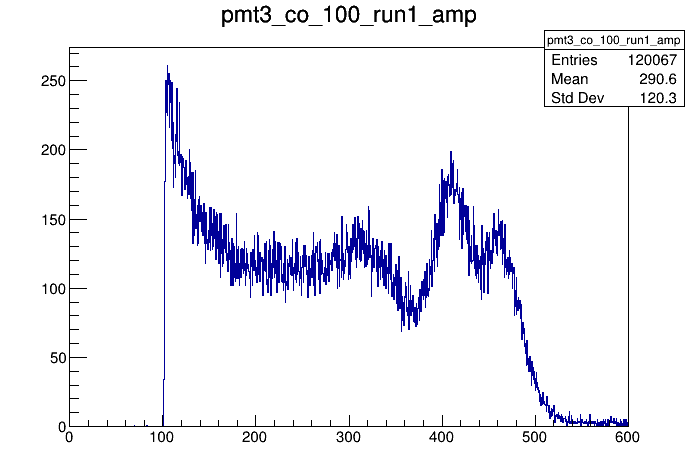 pmt3_co_100_run1_amp
pmt3_co_100_run1_amp
Entries 120067
Mean 290.6
Std Dev 120.3
250
200
150
100
50
0
0 100 200 300 400 500 600